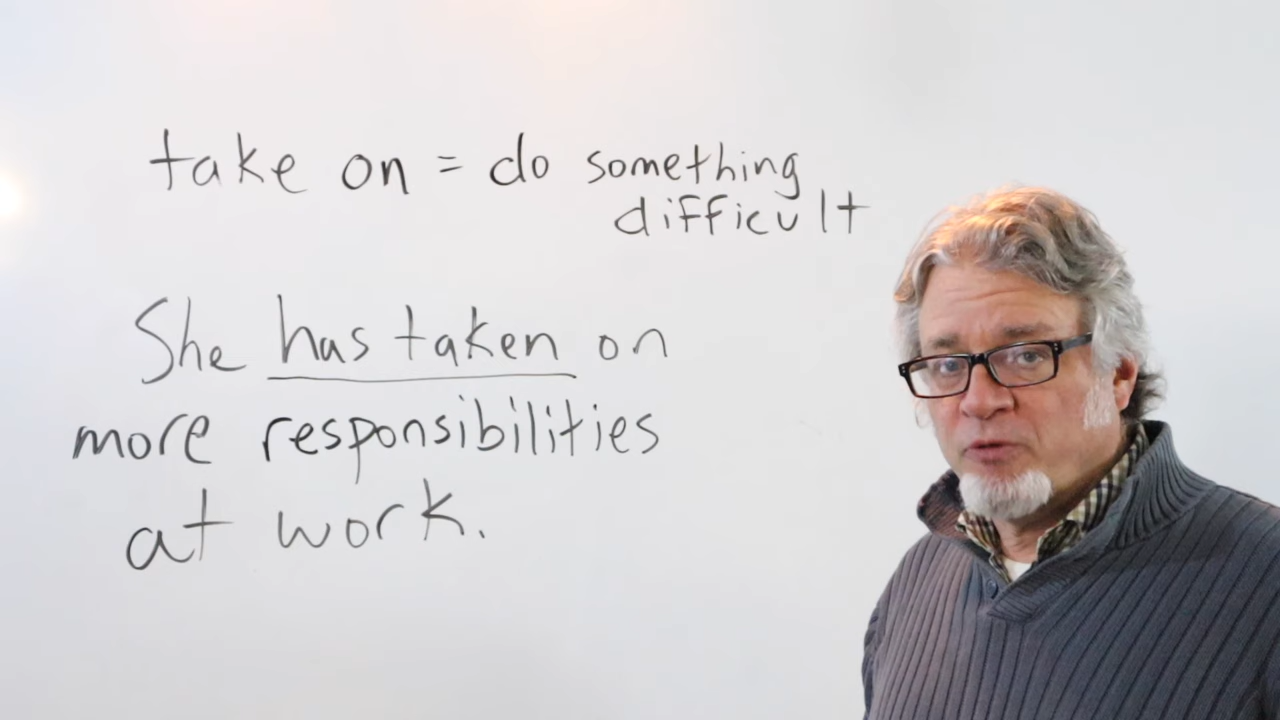 take on = do something
difficult
She has taken on
more responsibilities
at work.